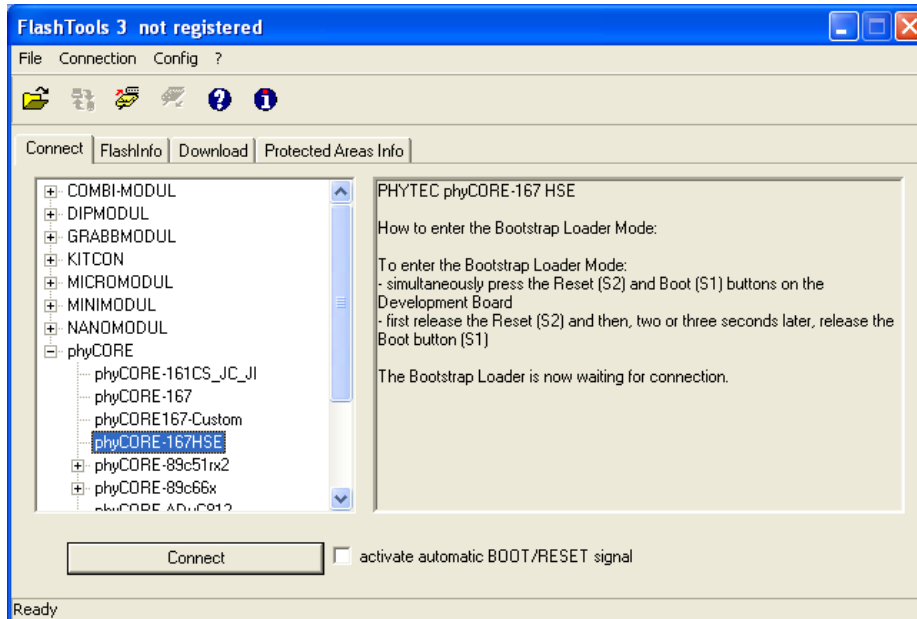 FlashTools 3 not registered
File Connection Config ?
Connect FlashInfo Download Protected Areas Info
COMBI-MODUL
DIPMODUL
GRABBMODUL
KITCON
MICROMODUL
MINIMODUL
NANOMODUL
phyCORE
phyCORE-161CS_JC_JI
phyCORE-167
phyCORE167-Custom
phyCORE-167HSE
phyCORE-89c51rx2
phyCORE-89c66x
phyCORE-ADuC812
PHYTEC phyCORE-167 HSE
How to enter the Bootstrap Loader Mode:
To enter the Bootstrap Loader Mode:
- simultaneously press the Reset (S2) and Boot (S1) buttons on the
Development Board
- first release the Reset (S2) and then, two or three seconds later, release the
Boot button (S1)
The Bootstrap Loader is now waiting for connection.
Connect
activate automatic BOOT/RESET signal
Ready